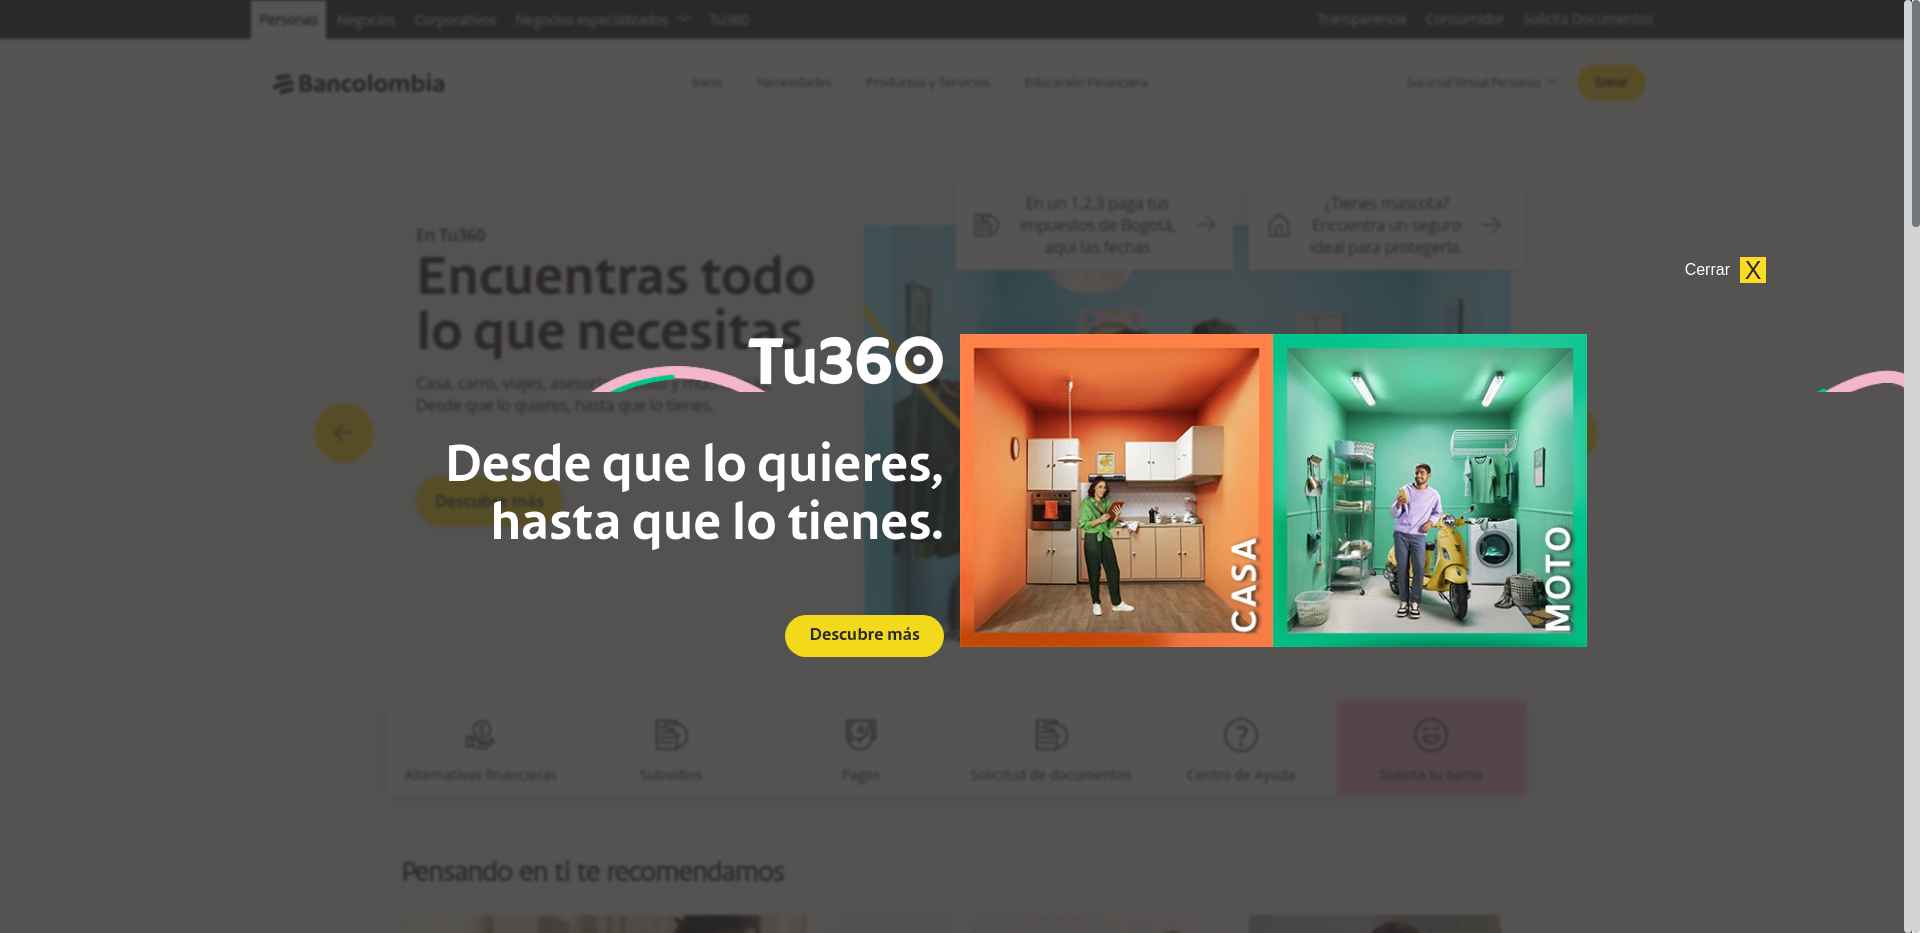 Personas
Negocios
Corporativos
Negocios especializados
Tu360
Transparencia
Consumidor
Solicita Documentos
Bancolombia
Inicio
Necesidades
Productos y Servicios
Educación Financiera
Sucursal Virtual Personas
Entrar
En un 1,2,3 paga tus
impuestos de Bogotá,
aquí las fechas
¿Tienes mascota?
Encuentra un seguro
ideal para protegerla.
En Tu360
Encuentras todo
lo que necesitas
Casa, carro, viajes, asesoría
Desde que lo quieres, hasta que lo tienes.
Descubre más
Cerrar X
Tu360
Desde que lo quieres,
hasta que lo tienes.
Descubre más
CASA
MOTO
Alternativas financieras
Subsidios
Pagos
Solicitud de documentos
Centro de Ayuda
Solicita tu turno
Pensando en ti te recomendamos